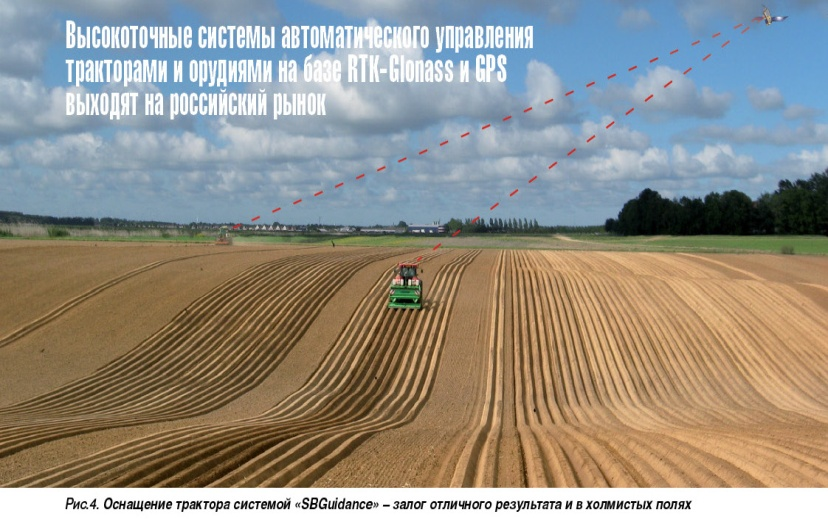 Высокоточные системы автоматического управления
тракторами и орудиями на базе RTK-Glonass и GPS
выходят на российский рынок
Рис.4. Оснащение трактора системой «SBGuidance» – залог отличного результата и в холмистых полях